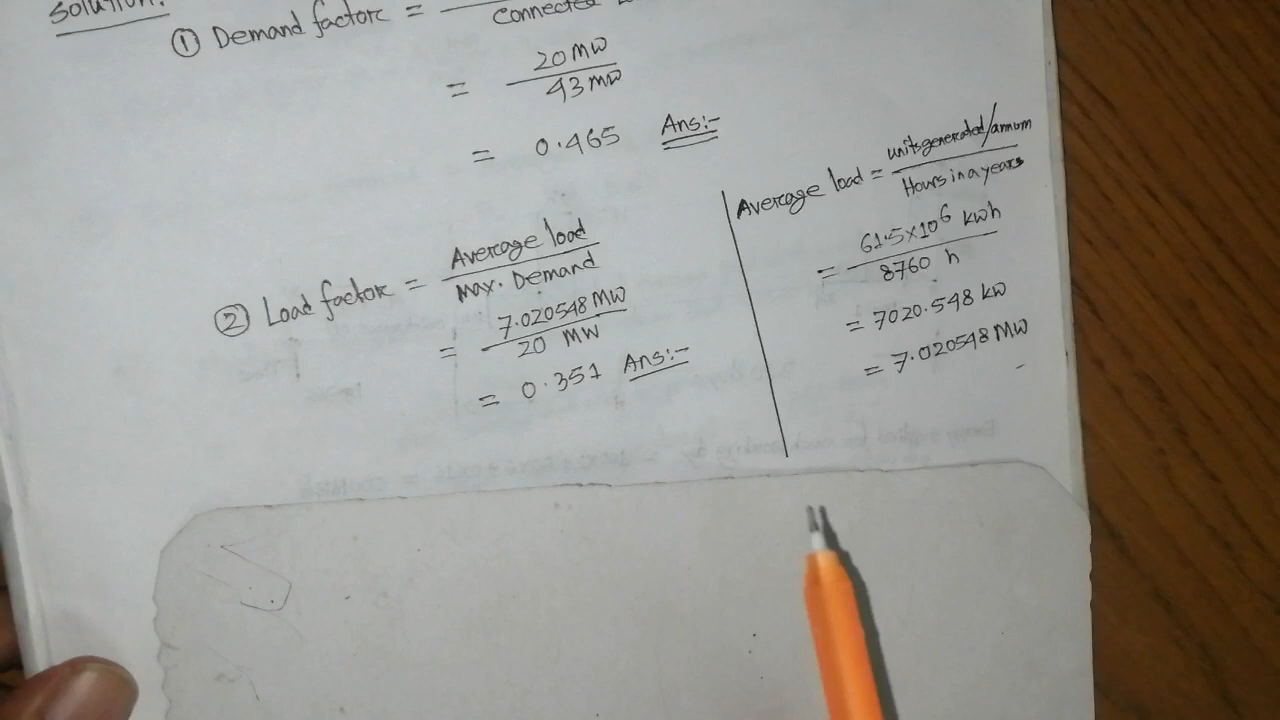 Solution:
① Demand factor =
Connected
= 20 MW
43 MW
= 0.465 Ans:-
② Load factor = Average load
Max. Demand
= 7.020548 MW
20 MW
= 0.351 Ans:-
Average load = units generated/annum
Hours in a years
= 61.5×10⁶ kwh
8760 h
= 7020.548 kw
= 7.020548 MW